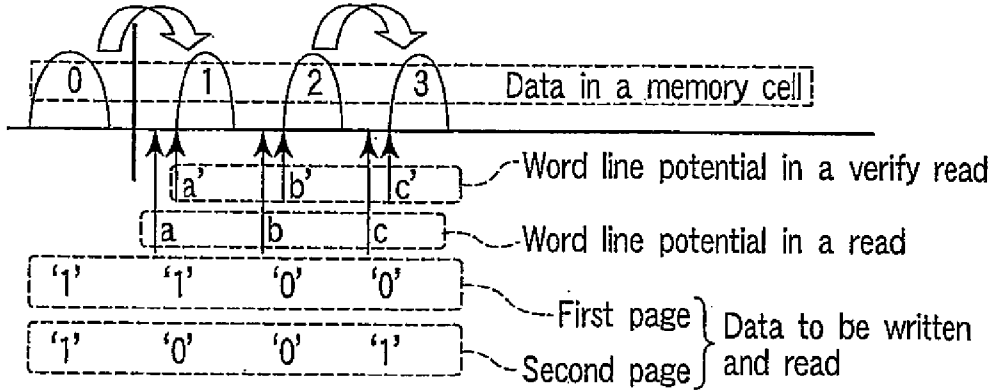 0 1 2 3 Data in a memory cell
a' b' c' Word line potential in a verify read
a b c Word line potential in a read
‘1’ ‘1’ ‘0’ ‘0’ First page
‘1’ ‘0’ ‘0’ ‘1’ Second page
Data to be written
and read